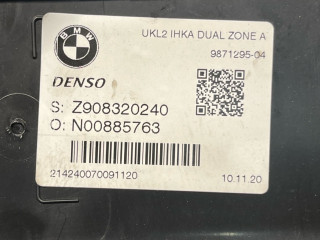 BMW
UKL2 IHKA DUAL ZONE A
9871295-04
DENSO
S: Z908320240
O: N00885763
214240070091120
10.11.20